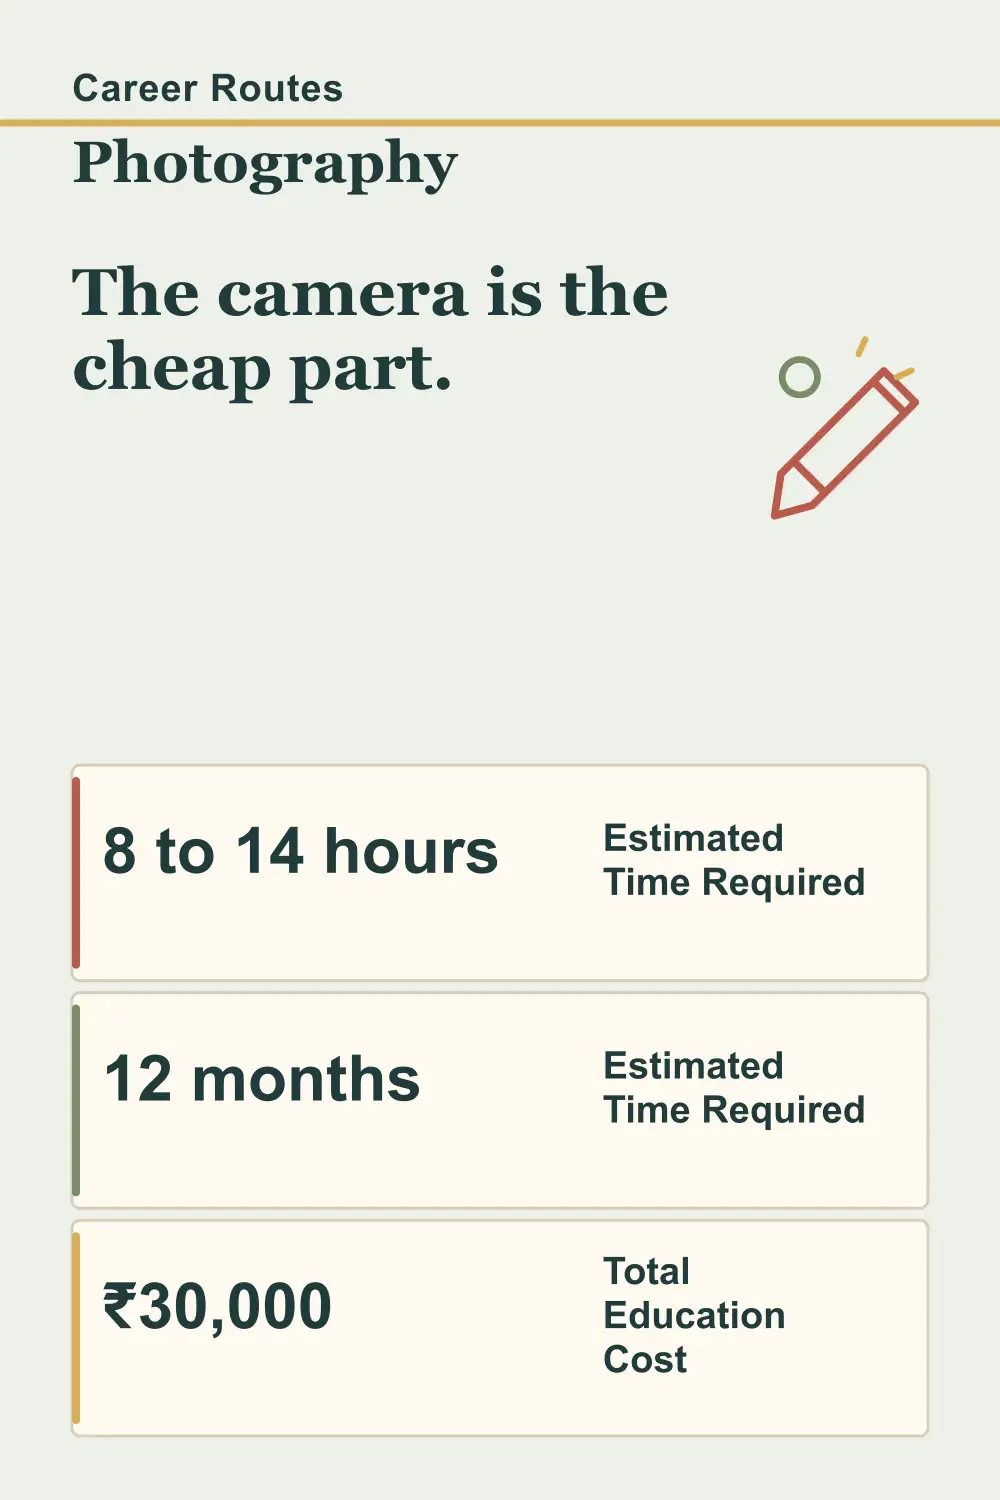 Career Routes
Photography
The camera is the
cheap part.
8 to 14 hours
Estimated
Time Required
12 months
Estimated
Time Required
₹30,000
Total
Education
Cost